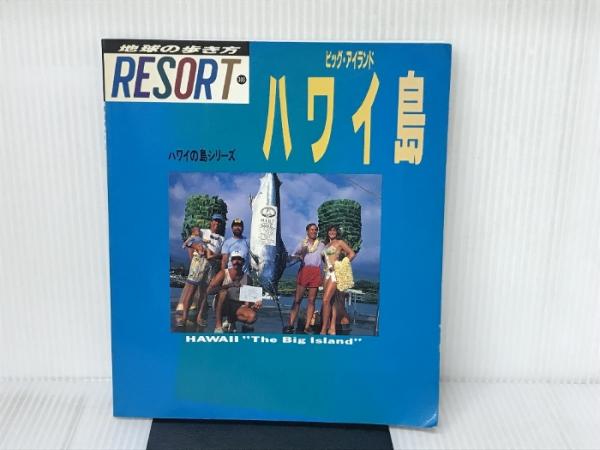 地球の歩き方
RESORT
ビッグ・アイランド
ハワイ島
ハワイの島シリーズ
HAWAII "The Big Island"